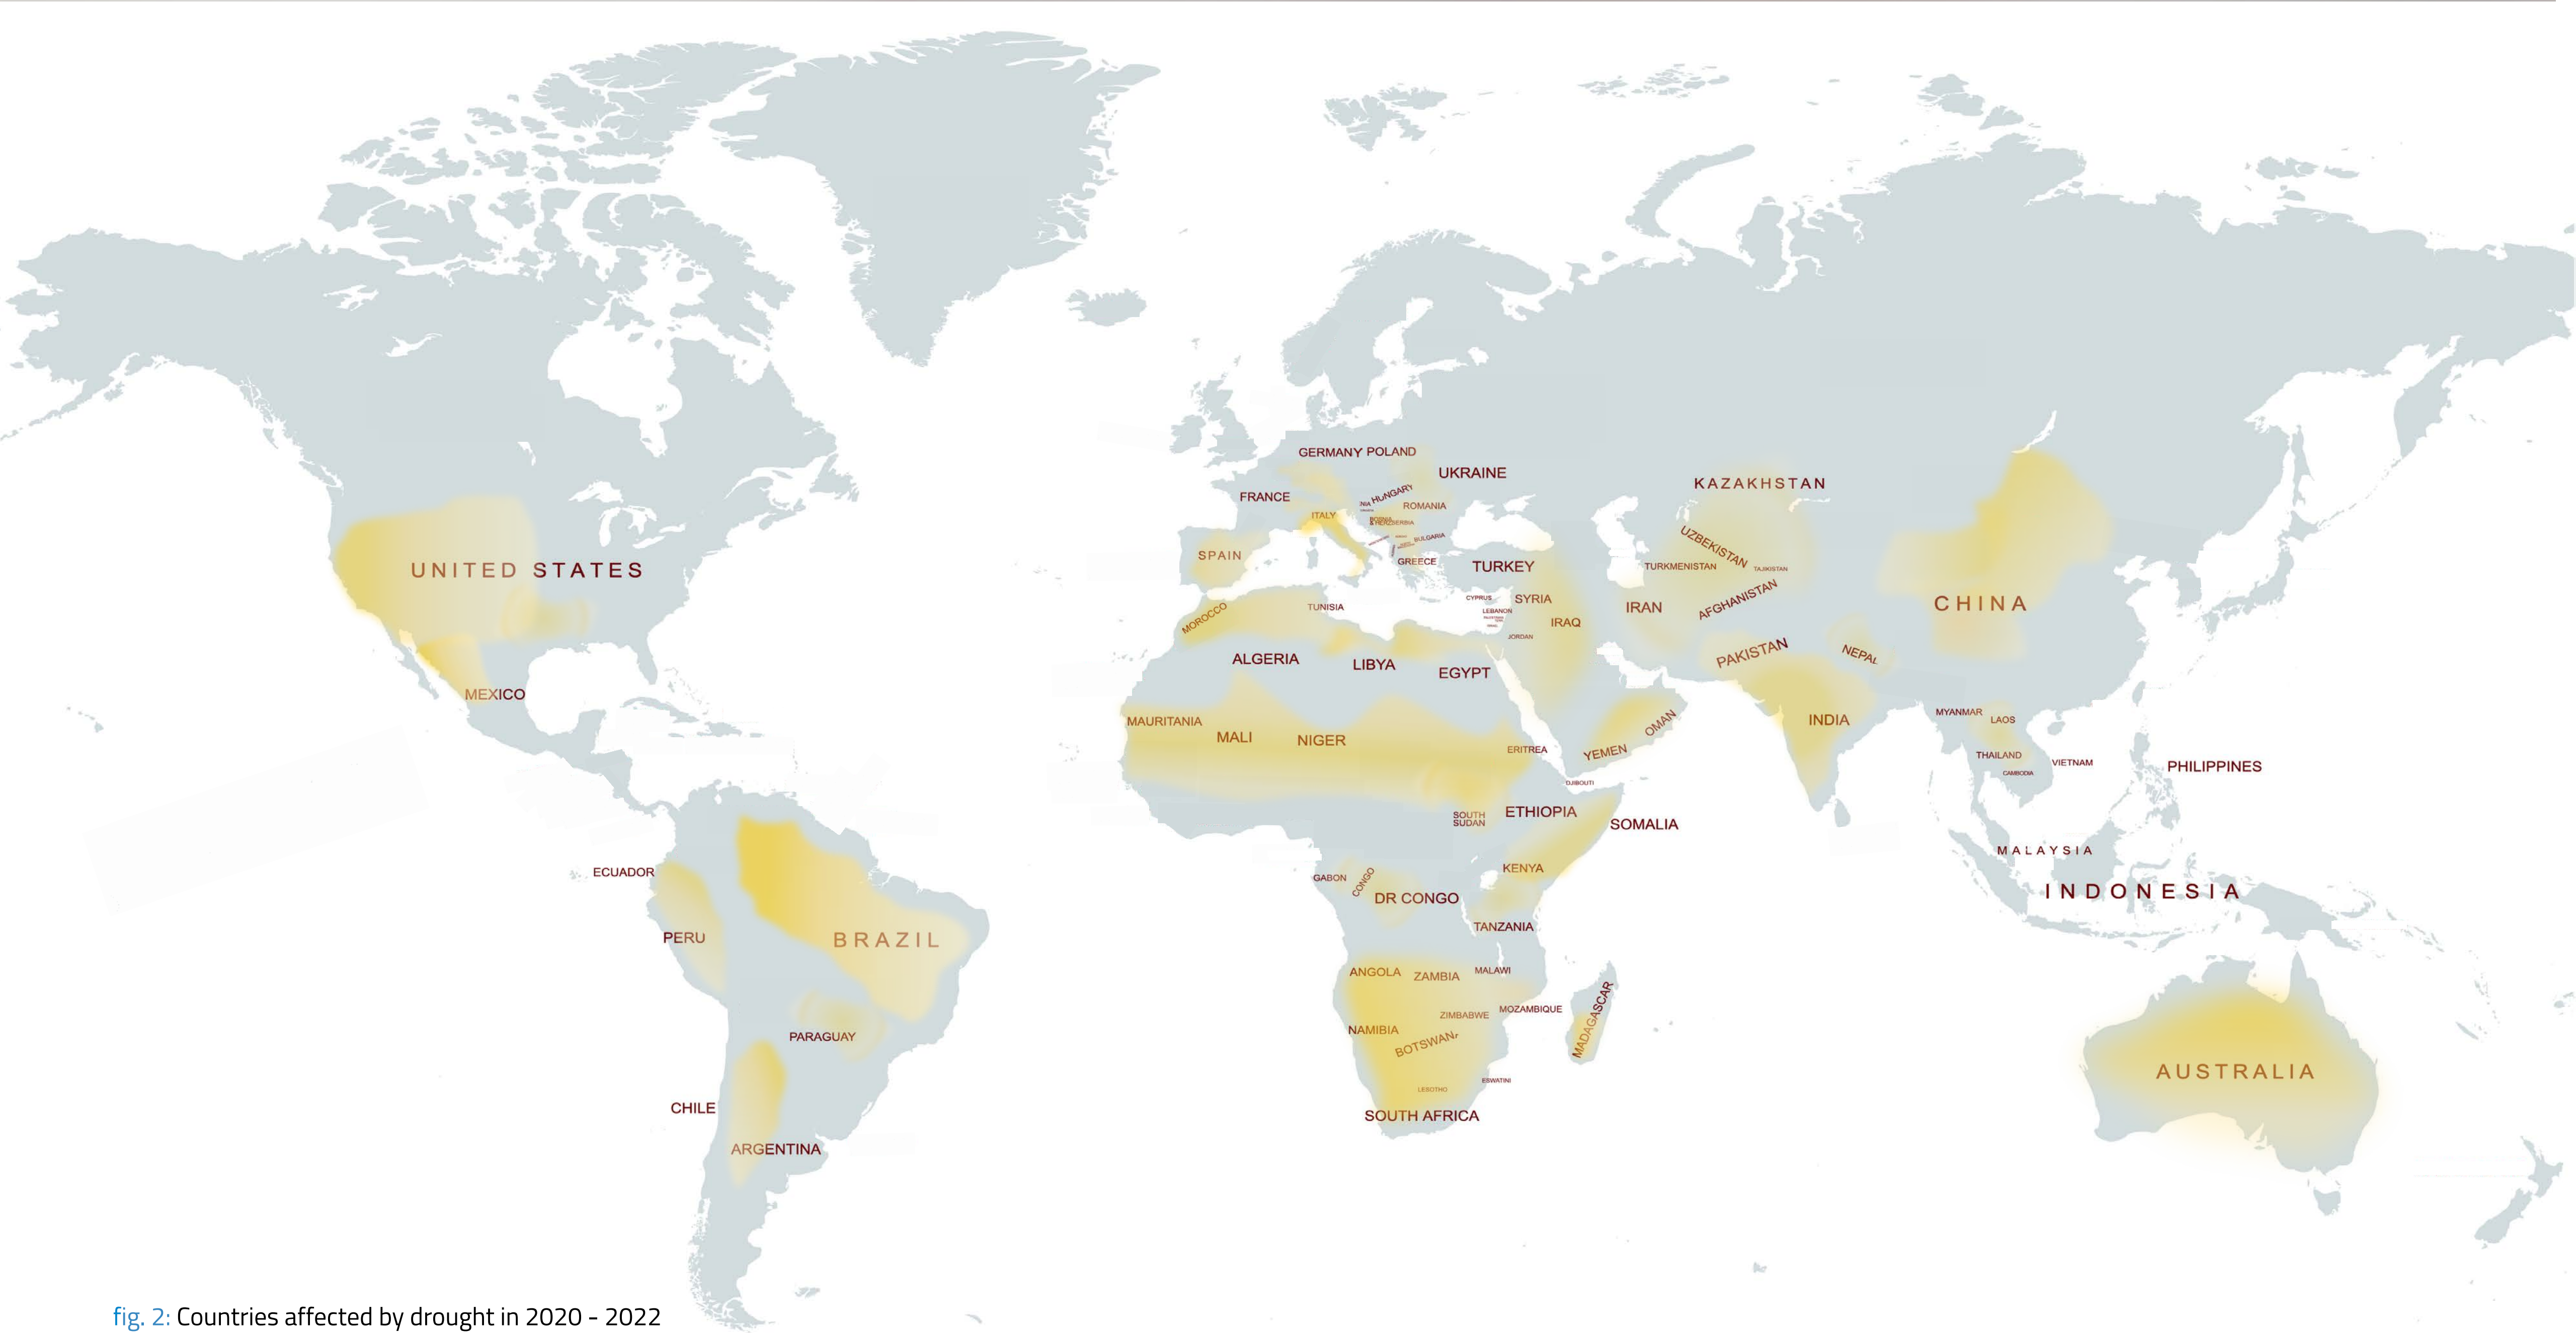 GERMANY
POLAND
UKRAINE
KAZAKHSTAN
FRANCE
HUNGARY
ROMANIA
ITALY
BULGARIA
SPAIN
GREECE
UNITED STATES
TURKEY
UZBEKISTAN
TURKMENISTAN
TAJIKISTAN
CYPRUS
SYRIA
AFGHANISTAN
CHINA
MOROCCO
TUNISIA
LEBANON
IRAN
IRAQ
JORDAN
PAKISTAN
NEPAL
ALGERIA
LIBYA
EGYPT
MEXICO
MAURITANIA
MALI
NIGER
ERITREA
YEMEN
OMAN
INDIA
MYANMAR
LAOS
THAILAND
CAMBODIA
VIETNAM
PHILIPPINES
DJIBOUTI
SOUTH
SUDAN
ETHIOPIA
SOMALIA
MALAYSIA
ECUADOR
GABON
CONGO
DR CONGO
KENYA
INDONESIA
PERU
BRAZIL
TANZANIA
ANGOLA
ZAMBIA
MALAWI
MOZAMBIQUE
MADAGASCAR
ZIMBABWE
PARAGUAY
NAMIBIA
AUSTRALIA
ESWATINI
LESOTHO
CHILE
SOUTH AFRICA
ARGENTINA
fig. 2: Countries affected by drought in 2020 - 2022